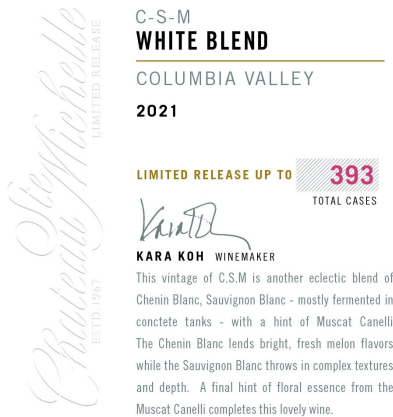 C-S-M
WHITE BLEND
COLUMBIA VALLEY
2021
Chateau Ste Michelle
LIMITED RELEASE
EST'D.1967
LIMITED RELEASE UP TO 393
TOTAL CASES
KARA KOH WINEMAKER
This vintage of C.S.M is another eclectic blend of
Chenin Blanc, Sauvignon Blanc - mostly fermented in
conctete tanks - with a hint of Muscat Canelli
The Chenin Blanc lends bright, fresh melon flavors
while the Sauvignon Blanc throws in complex textures
and depth. A final hint of floral essence from the
Muscat Canelli completes this lovely wine.